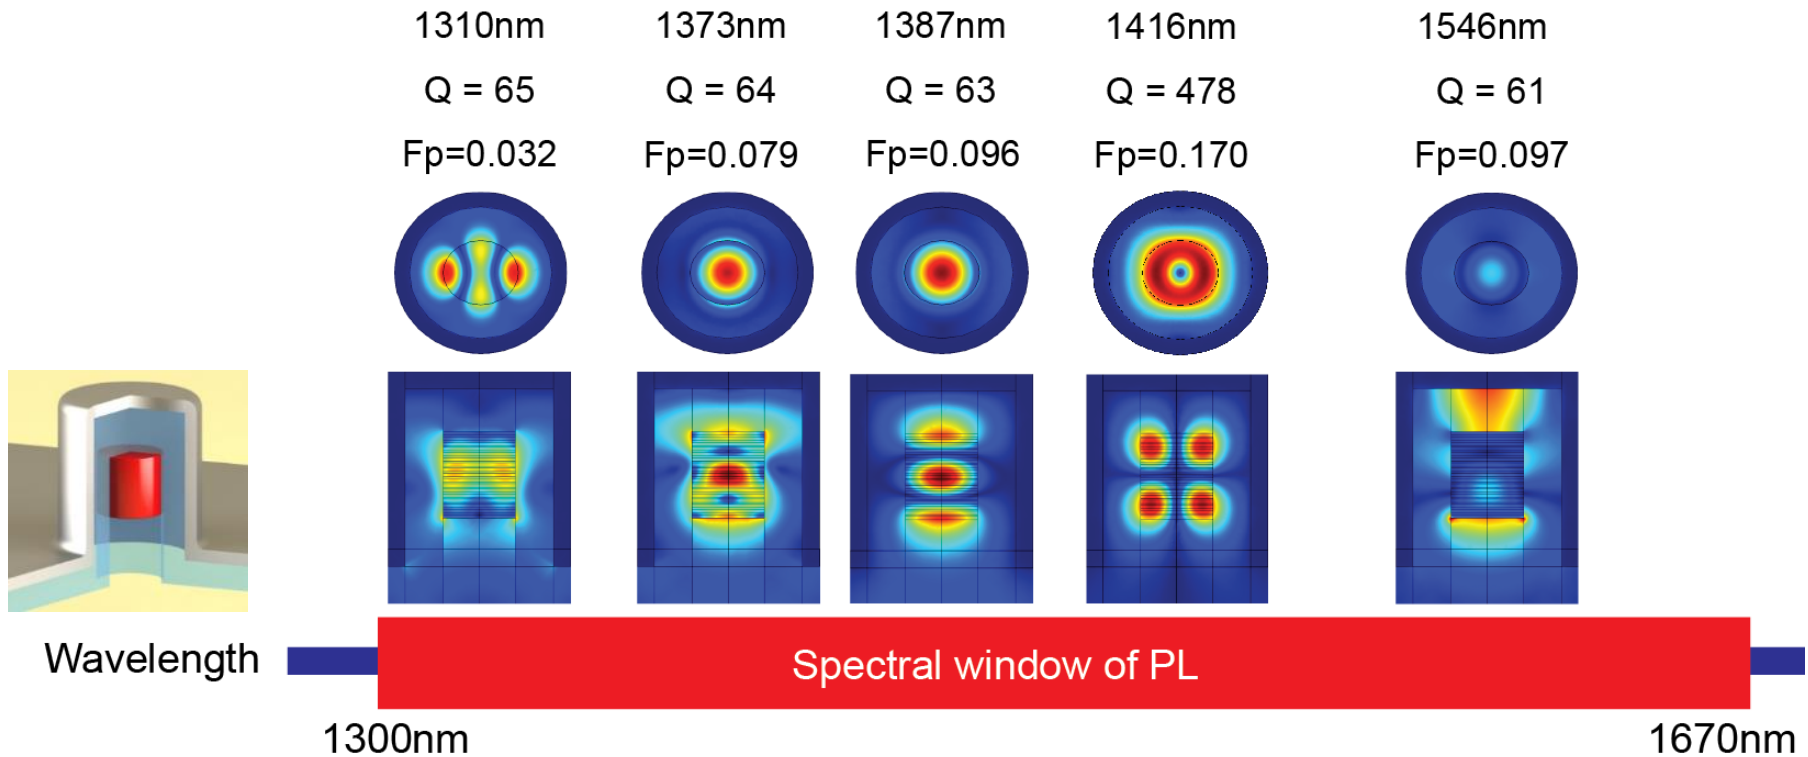 1310nm 1373nm 1387nm 1416nm 1546nm
Q = 65 Q = 64 Q = 63 Q = 478 Q = 61
Fp=0.032 Fp=0.079 Fp=0.096 Fp=0.170 Fp=0.097
Wavelength Spectral window of PL
1300nm 1670nm